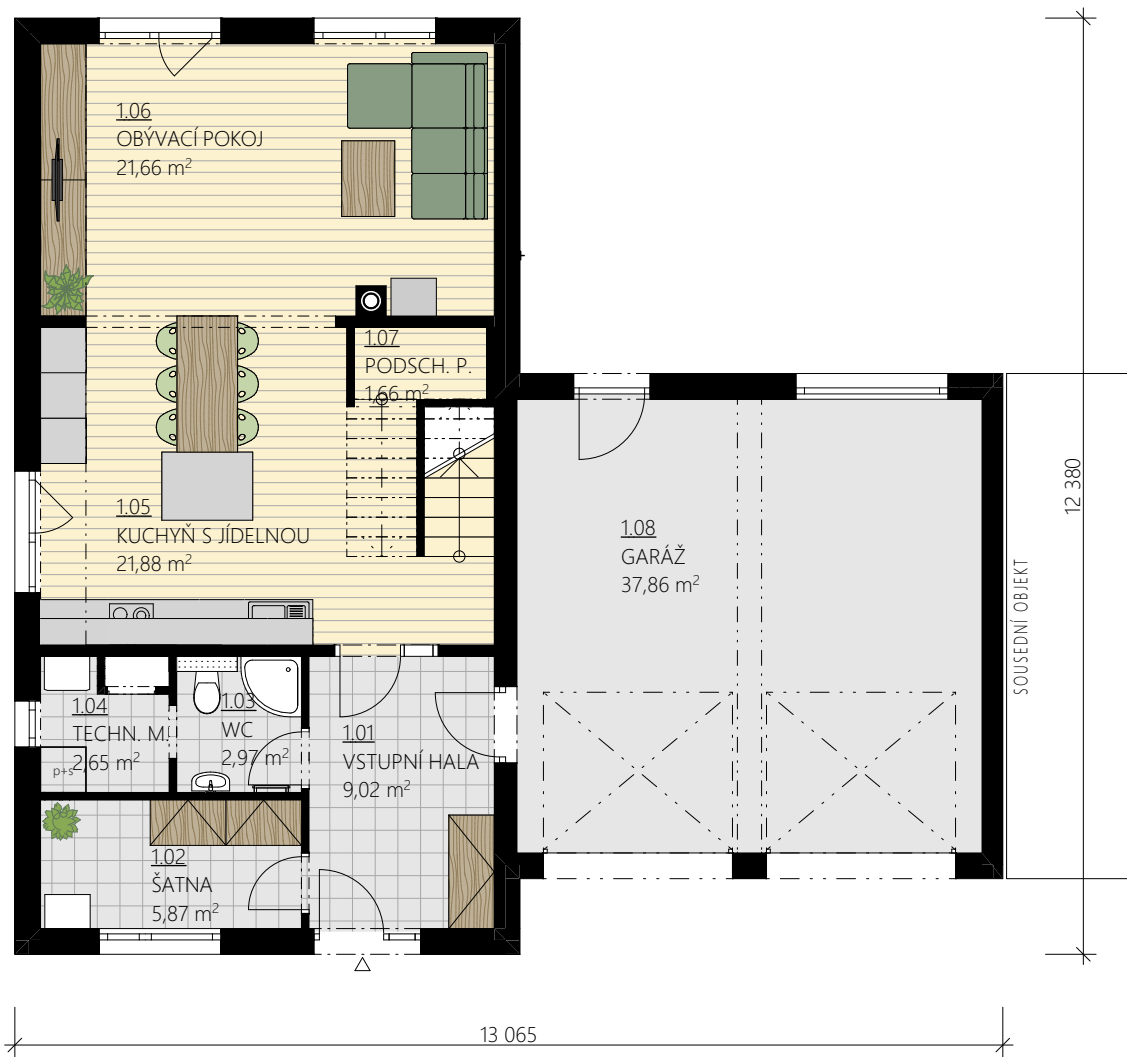 1.06
OBÝVACÍ POKOJ
21,66 m²
1.07
PODSCH. P.
1,66 m²
1.05
KUCHYŇ S JÍDELNOU
21,88 m²
1.08
GARÁŽ
37,86 m²
12 380
SOUSEDNÍ OBJEKT
1.04
TECHN. M.
2,65 m²
p+s
1.03
WC
2,97 m²
1.01
VSTUPNÍ HALA
9,02 m²
1.02
ŠATNA
5,87 m²
13 065